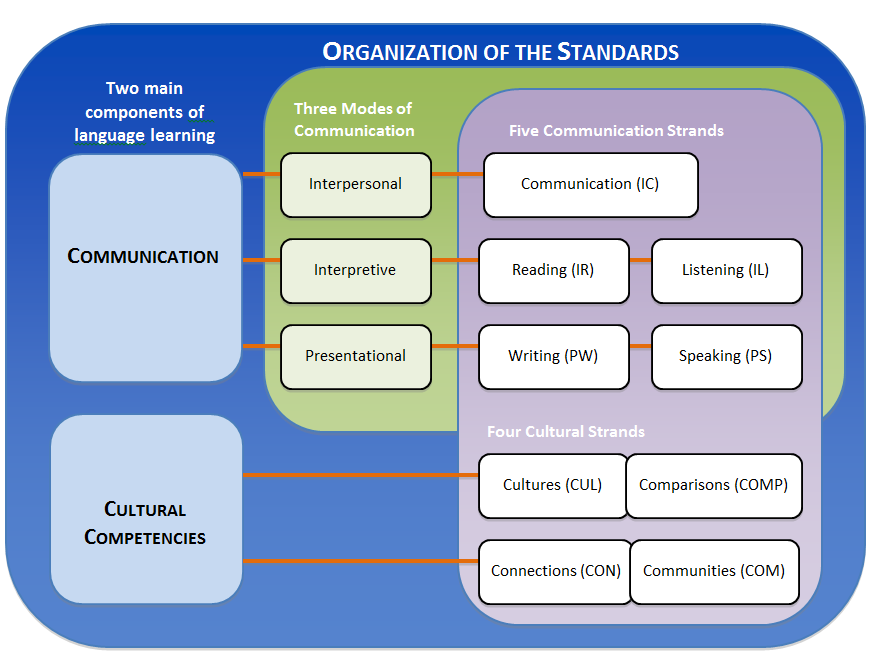 ORGANIZATION OF THE STANDARDS
Two main
components of
language learning
Three Modes of
Communication
Five Communication Strands
COMMUNICATION
Interpersonal
Communication (IC)
Interpretive
Reading (IR)
Listening (IL)
Presentational
Writing (PW)
Speaking (PS)
Four Cultural Strands
CULTURAL
COMPETENCIES
Cultures (CUL)
Comparisons (COMP)
Connections (CON)
Communities (COM)